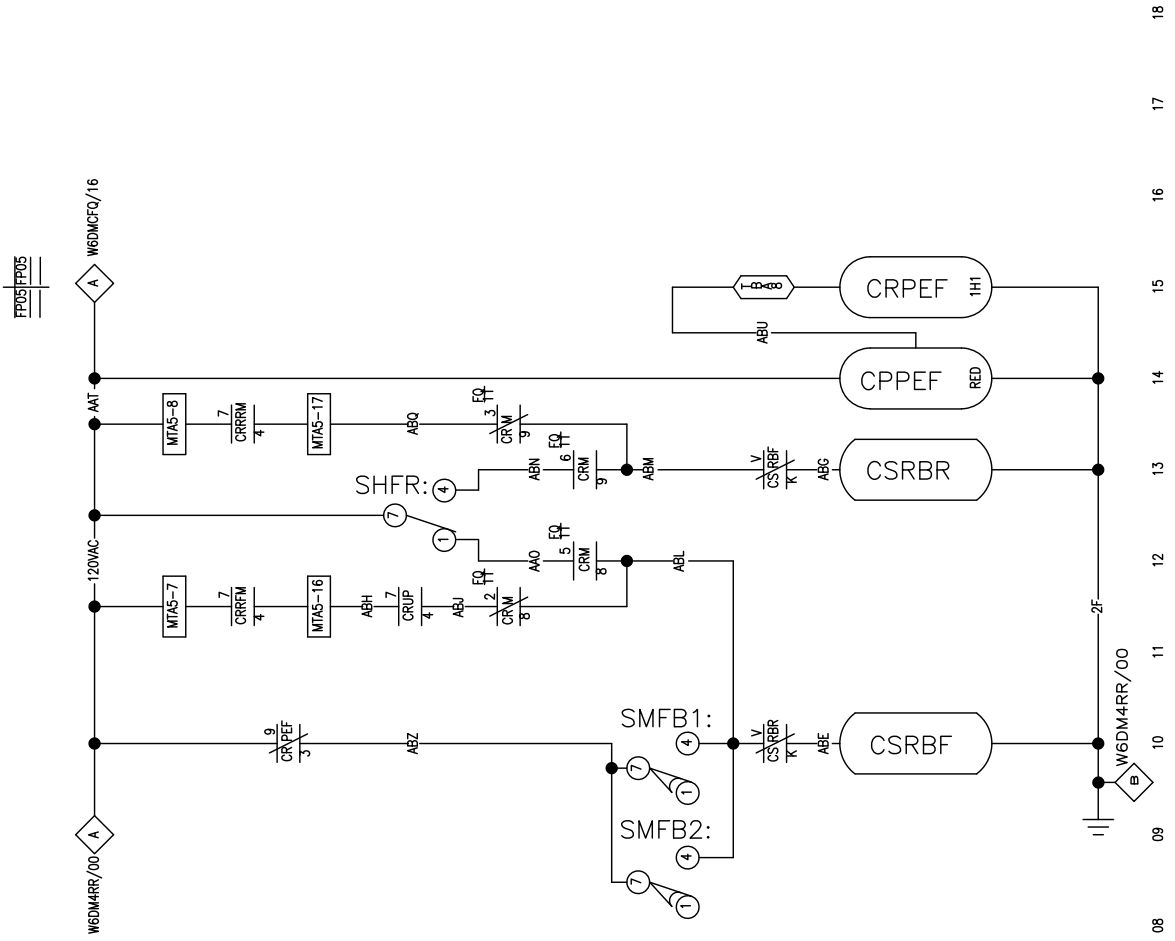 18
17
16
15
14
13
12
11
10
09
08
FP05
FP05
W6DMCFQ/16
A
AAT
120VAC
A
W6DM4RR/00
MTA5-8
7
CRRRM
4
MTA5-17
ABQ
3
CRM
9
MTA5-7
7
CRRFM
4
MTA5-16
ABH
7
CRUP
4
ABJ
2
CRM
8
SHFR:
4
7
1
ABN
6
CRM
9
ABM
AAO
5
CRM
8
ABL
9
CRPEF
3
ABZ
SMFB1:
4
7
1
SMFB2:
4
7
1
V
CSRBF
K
ABG
CSRBR
V
CSRBR
K
ABE
CSRBF
ABU
CRPEF
1H1
CPPEF
RED
2F
B
W6DM4RR/00